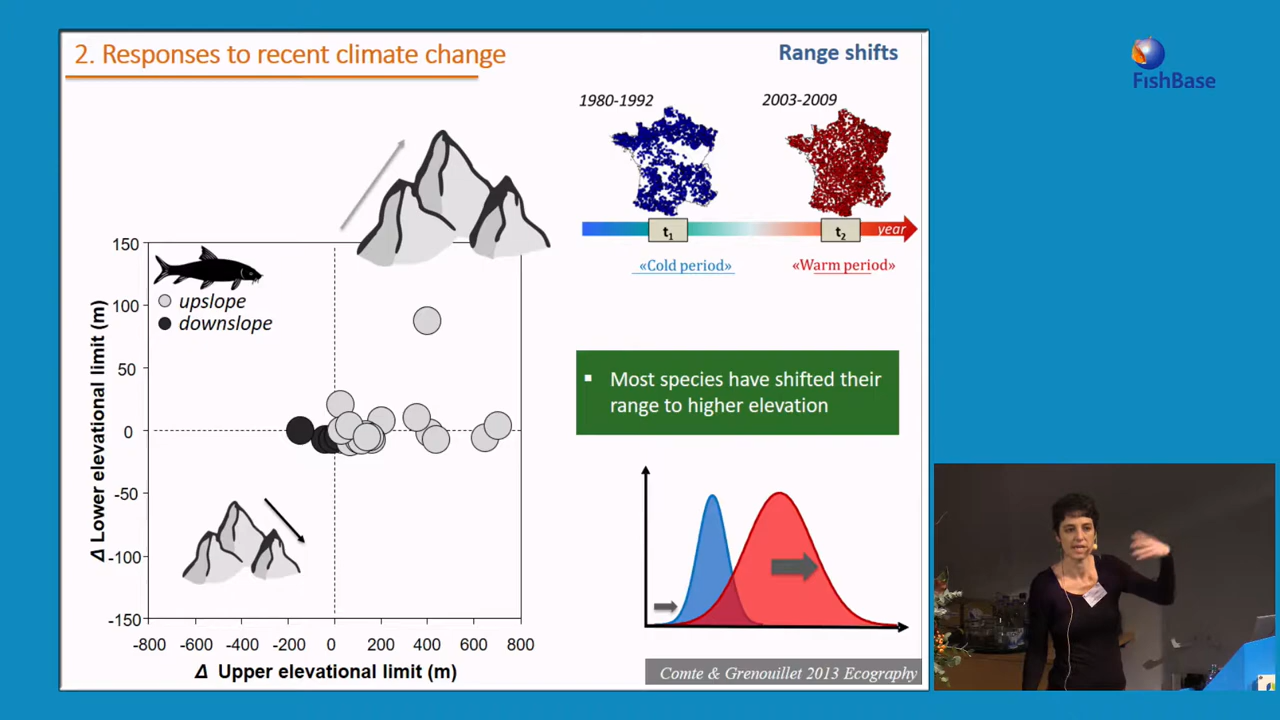 2. Responses to recent climate change
Range shifts
FishBase
1980-1992
2003-2009
t1
t2
year
«Cold period»
«Warm period»
150
100
50
0
-50
-100
-150
Δ Lower elevational limit (m)
upslope
downslope
-800 -600 -400 -200 0 200 400 600 800
Δ Upper elevational limit (m)
Most species have shifted their
range to higher elevation
Comte & Grenouillet 2013 Ecography